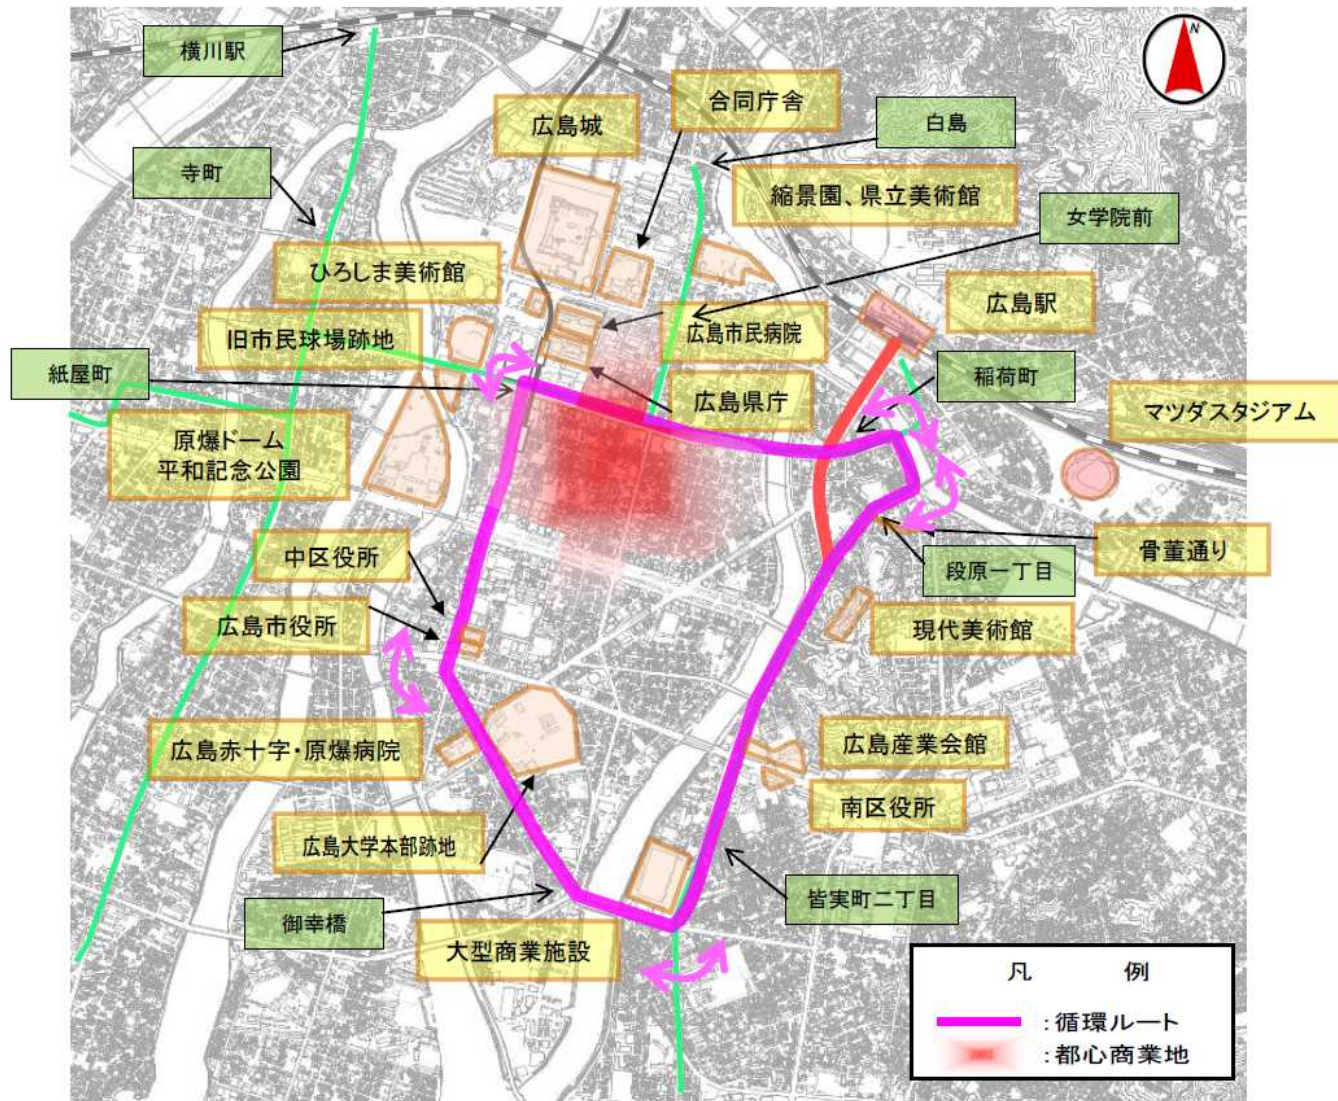 N
横川駅
合同庁舎
広島城
白島
寺町
縮景園、県立美術館
女学院前
ひろしま美術館
広島駅
旧市民球場跡地
広島市民病院
紙屋町
稲荷町
広島県庁
マツダスタジアム
原爆ドーム
平和記念公園
中区役所
骨董通り
段原一丁目
広島市役所
現代美術館
広島赤十字・原爆病院
広島産業会館
南区役所
広島大学本部跡地
皆実町二丁目
御幸橋
大型商業施設
凡 例
:循環ルート
:都心商業地